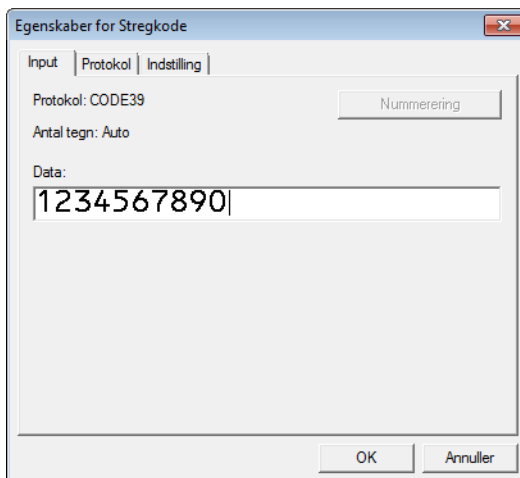 Egenskaber for Stregkode
Input Protokol Indstilling
Protokol: CODE39 Nummerering
Antal tegn: Auto
Data:
1234567890
OK Annuller